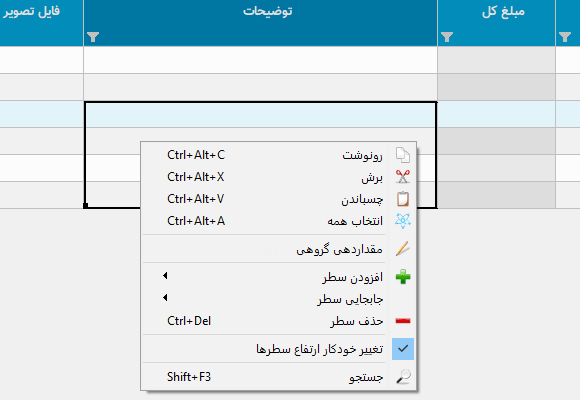 مبلغ کل
توضیحات
فایل تصویر
رونوشت Ctrl+Alt+C
برش Ctrl+Alt+X
چسباندن Ctrl+Alt+V
انتخاب همه Ctrl+Alt+A
مقداردهی گروهی
افزودن سطر
جابجایی سطر
حذف سطر Ctrl+Del
تغییر خودکار ارتفاع سطرها
جستجو Shift+F3